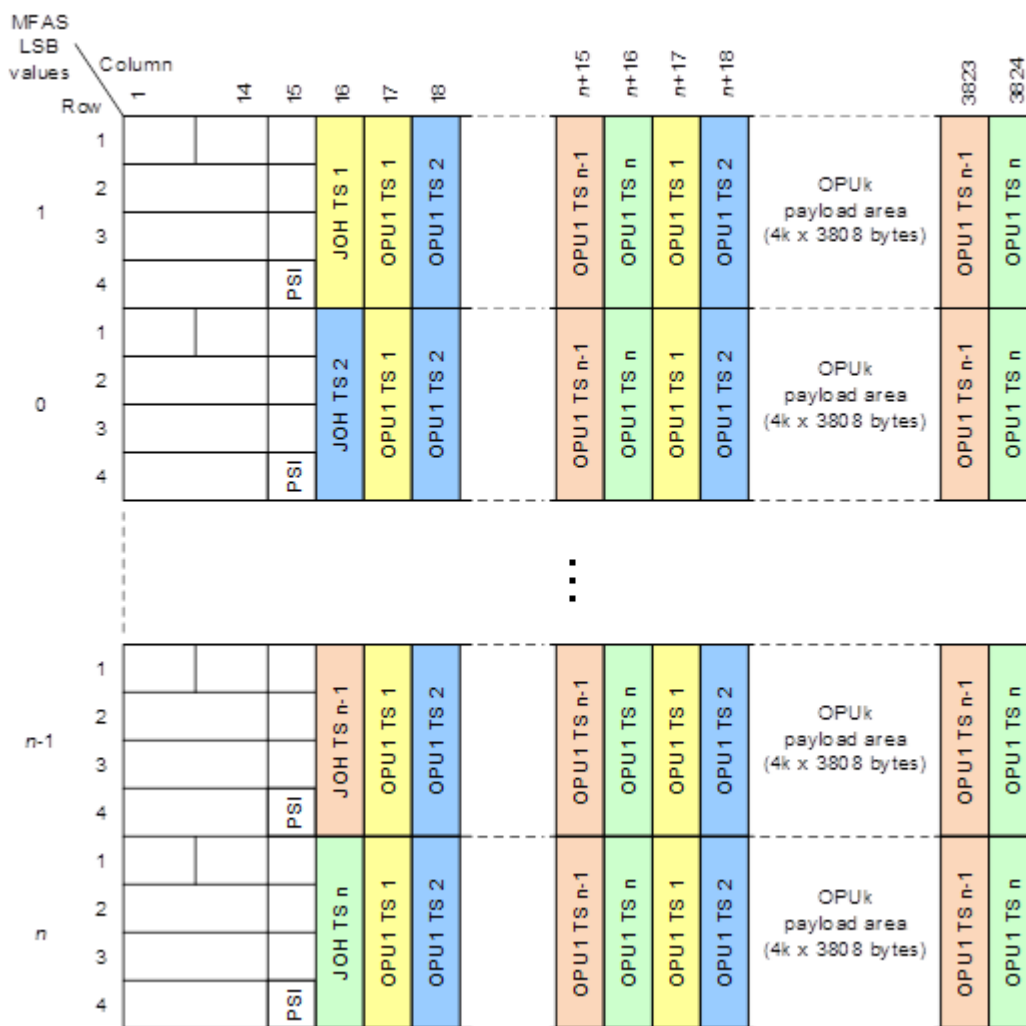 MFAS
LSB
values
Column
Row
1
14
15
16
17
18
n+15
n+16
n+17
n+18
3823
3824
1
1
2
3
4
PSI
JOH TS 1
OPU1 TS 1
OPU1 TS 2
OPU1 TS n-1
OPU1 TS n
OPU1 TS 1
OPU1 TS 2
OPUk
payload area
(4k x 3808 bytes)
OPU1 TS n-1
OPU1 TS n
0
1
2
3
4
PSI
JOH TS 2
OPU1 TS 1
OPU1 TS 2
OPU1 TS n-1
OPU1 TS n
OPU1 TS 1
OPU1 TS 2
OPUk
payload area
(4k x 3808 bytes)
OPU1 TS n-1
OPU1 TS n
n-1
1
2
3
4
PSI
JOH TS n-1
OPU1 TS 1
OPU1 TS 2
OPU1 TS n-1
OPU1 TS n
OPU1 TS 1
OPU1 TS 2
OPUk
payload area
(4k x 3808 bytes)
OPU1 TS n-1
OPU1 TS n
n
1
2
3
4
PSI
JOH TS n
OPU1 TS 1
OPU1 TS 2
OPU1 TS n-1
OPU1 TS n
OPU1 TS 1
OPU1 TS 2
OPUk
payload area
(4k x 3808 bytes)
OPU1 TS n-1
OPU1 TS n